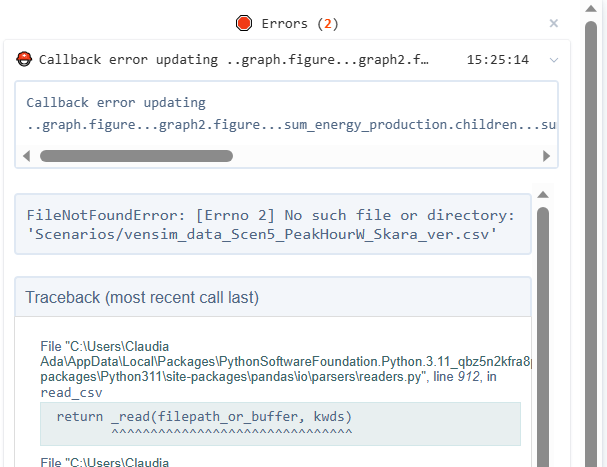 Errors (2) ×
Callback error updating ..graph.figure...graph2.f… 15:25:14
Callback error updating
..graph.figure...graph2.figure...sum_energy_production.children...su
FileNotFoundError: [Errno 2] No such file or directory:
'Scenarios/vensim_data_Scen5_PeakHourW_Skara_ver.csv'
Traceback (most recent call last)
File "C:\Users\Claudia
Ada\AppData\Local\Packages\PythonSoftwareFoundation.Python.3.11_qbz5n2kfra8p
packages\Python311\site-packages\pandas\io\parsers\readers.py", line 912, in
read_csv
return _read(filepath_or_buffer, kwds)
^^^^^^^^^^^^^^^^^^^^^^^^^^^^^^^
File "C:\Users\Claudia